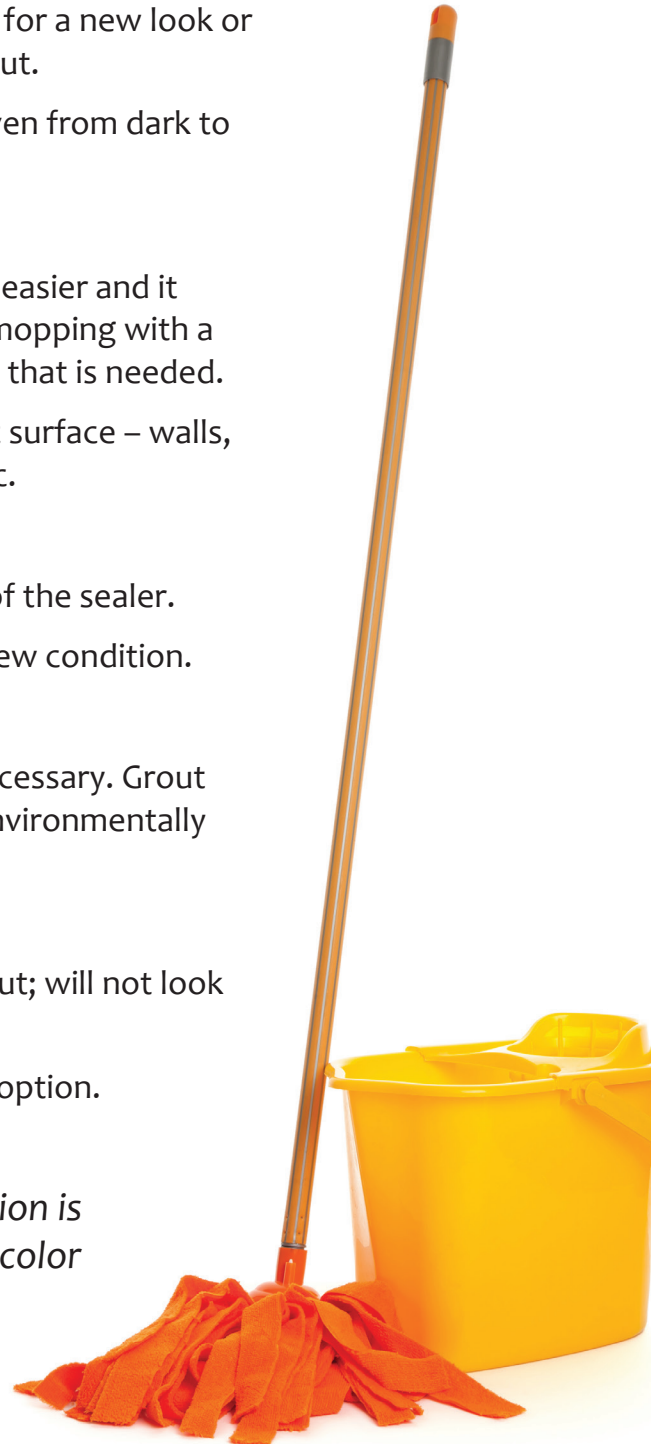 for a new look or
ut.
ven from dark to
easier and it
mopping with a
that is needed.
surface – walls,
of the sealer.
ew condition.
cessary. Grout
nvironmentally
ut; will not look
option.
ion is
color